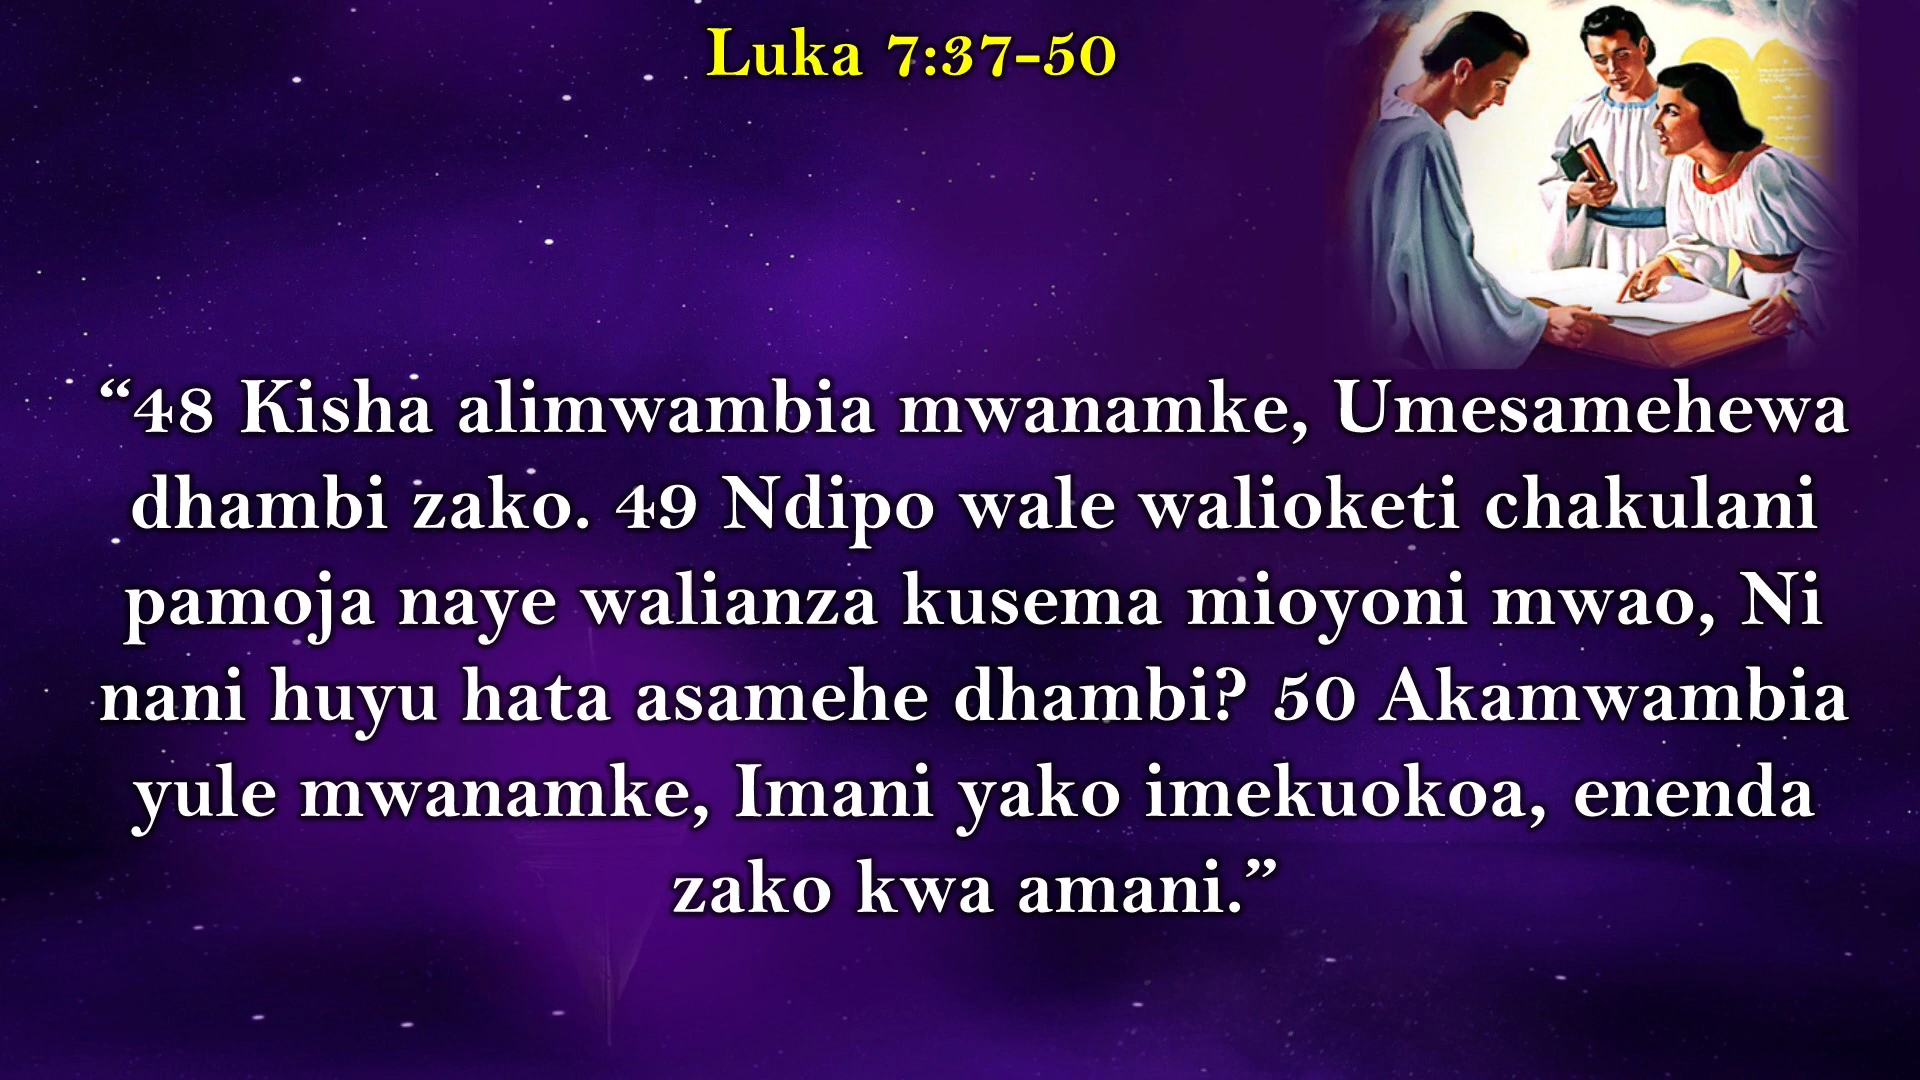 Luka 7:37-50
“48 Kisha alimwambia mwanamke, Umesamehewa
dhambi zako. 49 Ndipo wale walioketi chakulani
pamoja naye walianza kusema mioyoni mwao, Ni
nani huyu hata asamehe dhambi? 50 Akamwambia
yule mwanamke, Imani yako imekuokoa, enenda
zako kwa amani.”